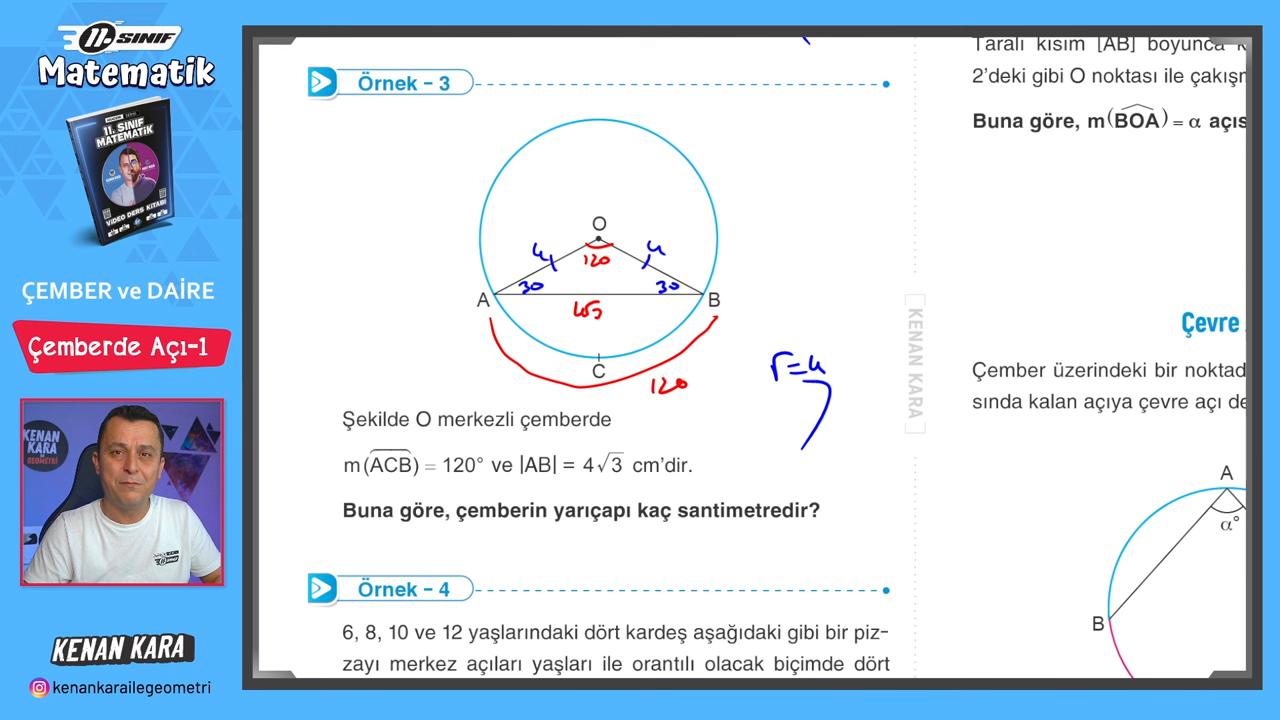 11. SINIF
Matematik
11. SINIF
MATEMATİK
VİDEO DERS KİTABI
ÇEMBER ve DAİRE
Çemberde Açı-1
KENAN
KARA
GEOMETRİ
11. SINIF
KENAN KARA
kenankarailegeometri
Örnek - 3
O
4
4
120
30
30
A
B
4√3
C
120
r=4
Şekilde O merkezli çemberde
m(ACB) = 120° ve |AB| = 4√3 cm'dir.
Buna göre, çemberin yarıçapı kaç santimetredir?
Örnek - 4
6, 8, 10 ve 12 yaşlarındaki dört kardeş aşağıdaki gibi bir piz-
zayı merkez açıları yaşları ile orantılı olacak biçimde dört
KENAN KARA
Taralı kısım [AB] boyunca k
2'deki gibi O noktası ile çakışm
Buna göre, m(BOA) = α açıs
Çevre
Çember üzerindeki bir noktad
sında kalan açıya çevre açı de
A
α°
B